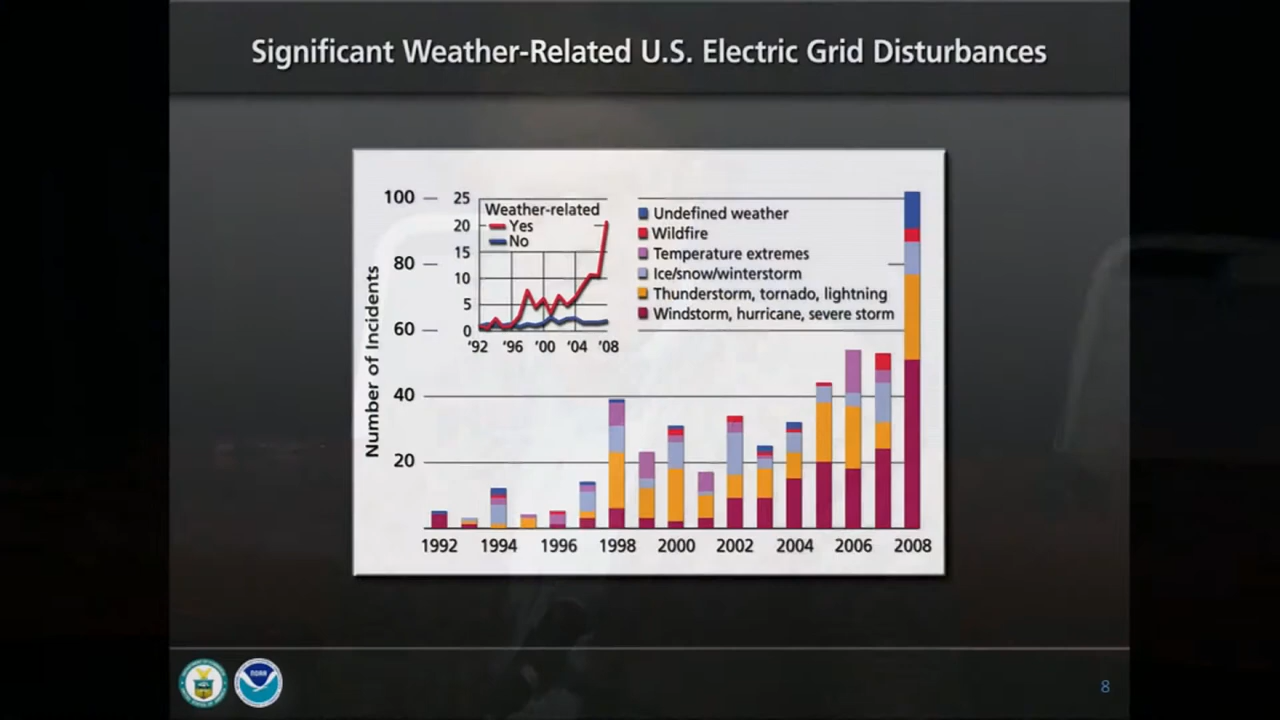 Significant Weather-Related U.S. Electric Grid Disturbances
Number of Incidents
100
80
60
40
20
25
20
15
10
5
0
Weather-related
Yes
No
'92 '96 '00 '04 '08
Undefined weather
Wildfire
Temperature extremes
Ice/snow/winterstorm
Thunderstorm, tornado, lightning
Windstorm, hurricane, severe storm
1992 1994 1996 1998 2000 2002 2004 2006 2008
NOAA
8